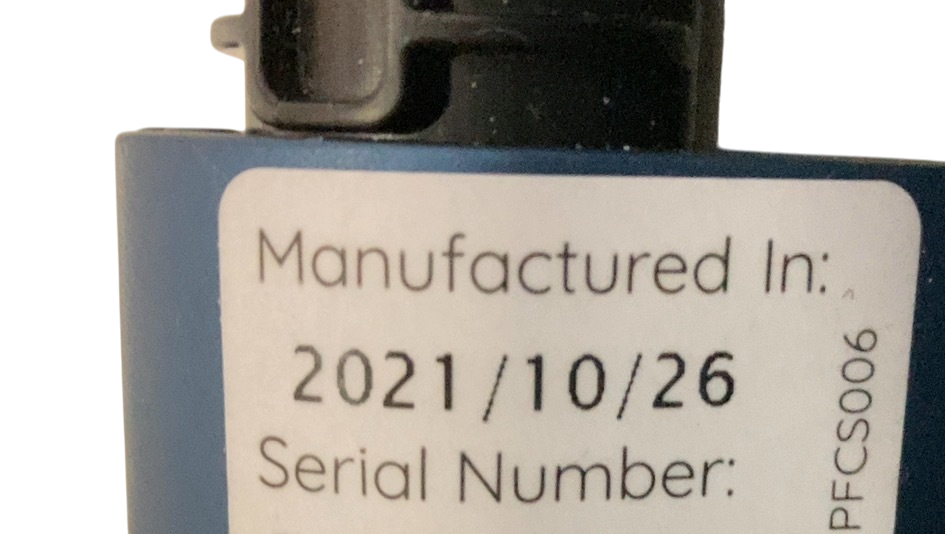 Manufactured In:
2021/10/26
Serial Number:
PFCS006